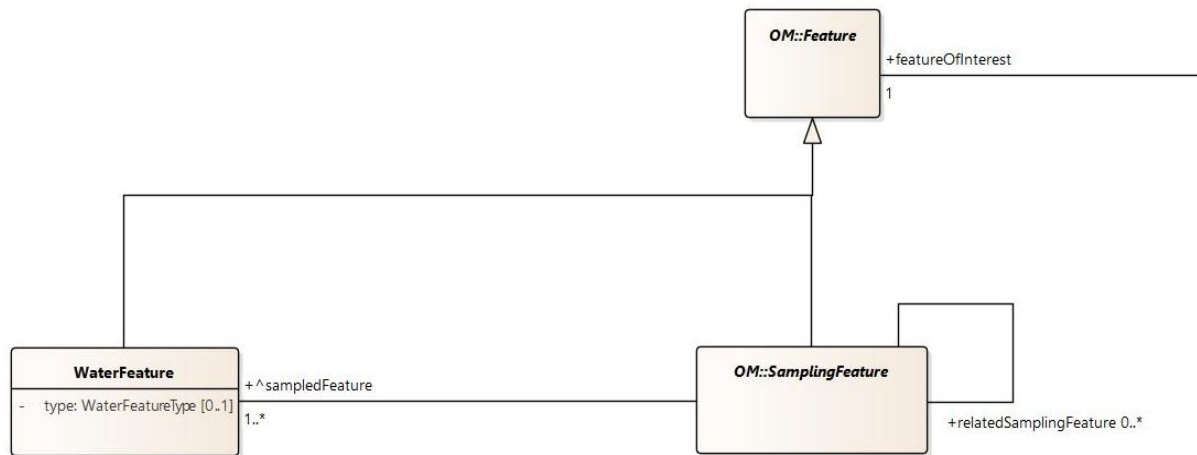 OM::Feature
+featureOfInterest
1
WaterFeature
- type: WaterFeatureType [0..1]
+^sampledFeature
1..*
OM::SamplingFeature
+relatedSamplingFeature 0..*